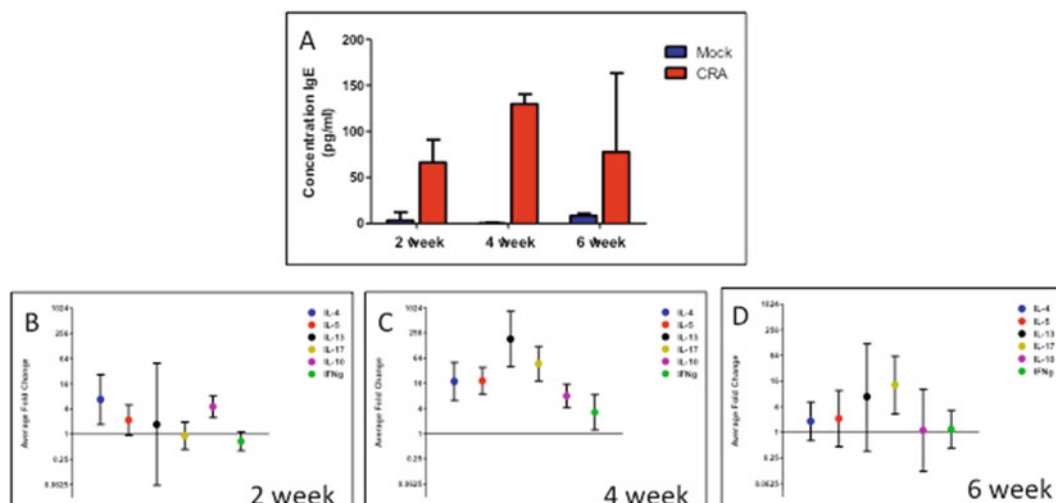 A
Concentration IgE
(pg/ml)
200
150
100
50
0
Mock
CRA
2 week
4 week
6 week
B
Average Fold Change
1024
256
64
16
4
1
0.25
0.0625
IL-4
IL-5
IL-13
IL-17
IL-10
IFNg
2 week
C
Average Fold Change
1024
256
64
16
4
1
0.25
0.0625
IL-4
IL-5
IL-13
IL-17
IL-10
IFNg
4 week
D
Average Fold Change
1024
256
64
16
4
1
0.25
0.0625
IL-4
IL-5
IL-13
IL-17
IL-10
IFNg
6 week